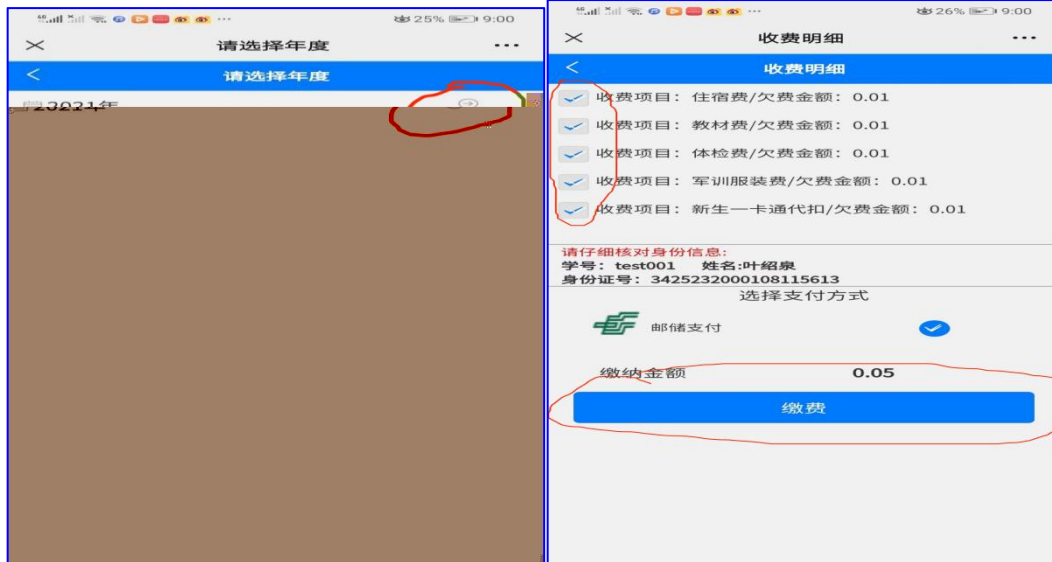 25% 9:00
请选择年度
请选择年度
2021年
26% 9:00
收费明细
收费明细
收费项目：住宿费/欠费金额：0.01
收费项目：教材费/欠费金额：0.01
收费项目：体检费/欠费金额：0.01
收费项目：军训服装费/欠费金额：0.01
收费项目：新生一卡通代扣/欠费金额：0.01
请仔细核对身份信息:
学号：test001 姓名:叶绍泉
身份证号：3425232000108115613
选择支付方式
邮储支付
缴纳金额 0.05
缴费